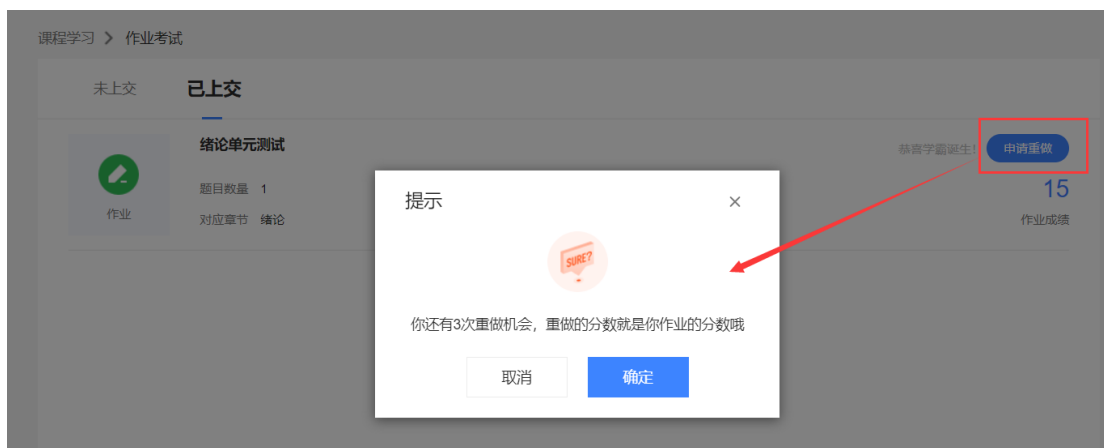 课程学习 > 作业考试
未上交 已上交
绪论单元测试
恭喜学霸诞生! 申请重做
题目数量 1
15
作业
对应章节 绪论
作业成绩
提示
×
SURE?
你还有3次重做机会，重做的分数就是你作业的分数哦
取消 确定